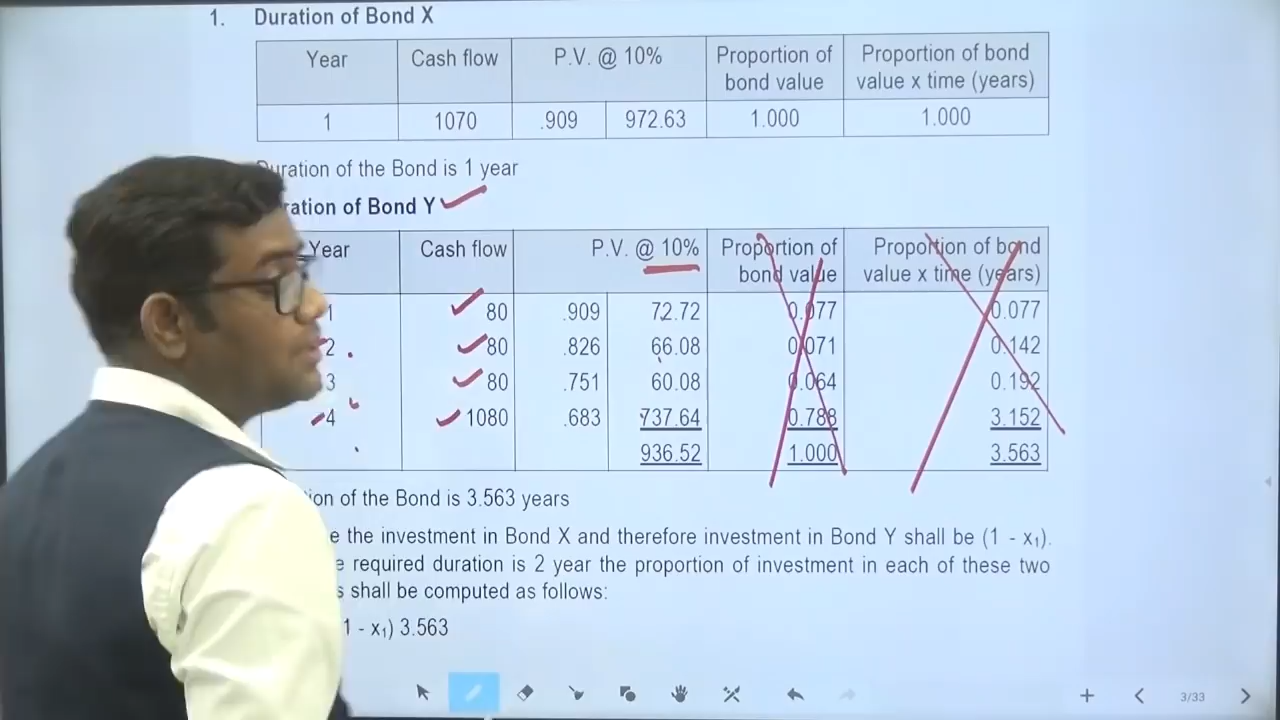 1. Duration of Bond X
Year Cash flow P.V. @ 10% Proportion of bond value Proportion of bond value x time (years)
1 1070 .909 972.63 1.000 1.000
Duration of the Bond is 1 year
ration of Bond Y
Year Cash flow P.V. @ 10% Proportion of bond value Proportion of bond value x time (years)
1 80 .909 72.72 0.077 0.077
2 80 .826 66.08 0.071 0.142
3 80 .751 60.08 0.064 0.192
4 1080 .683 737.64 0.788 3.152
936.52 1.000 3.563
ion of the Bond is 3.563 years
e the investment in Bond X and therefore investment in Bond Y shall be (1 - x₁).
e required duration is 2 year the proportion of investment in each of these two
s shall be computed as follows:
1 - x₁) 3.563
3/33